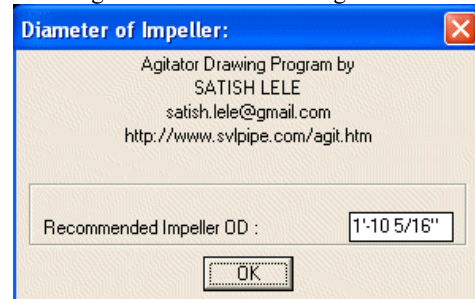 Diameter of Impeller:
Agitator Drawing Program by
SATISH LELE
satish.lele@gmail.com
http://www.svlpipe.com/agit.htm
Recommended Impeller OD : 1'-10 5/16"
OK